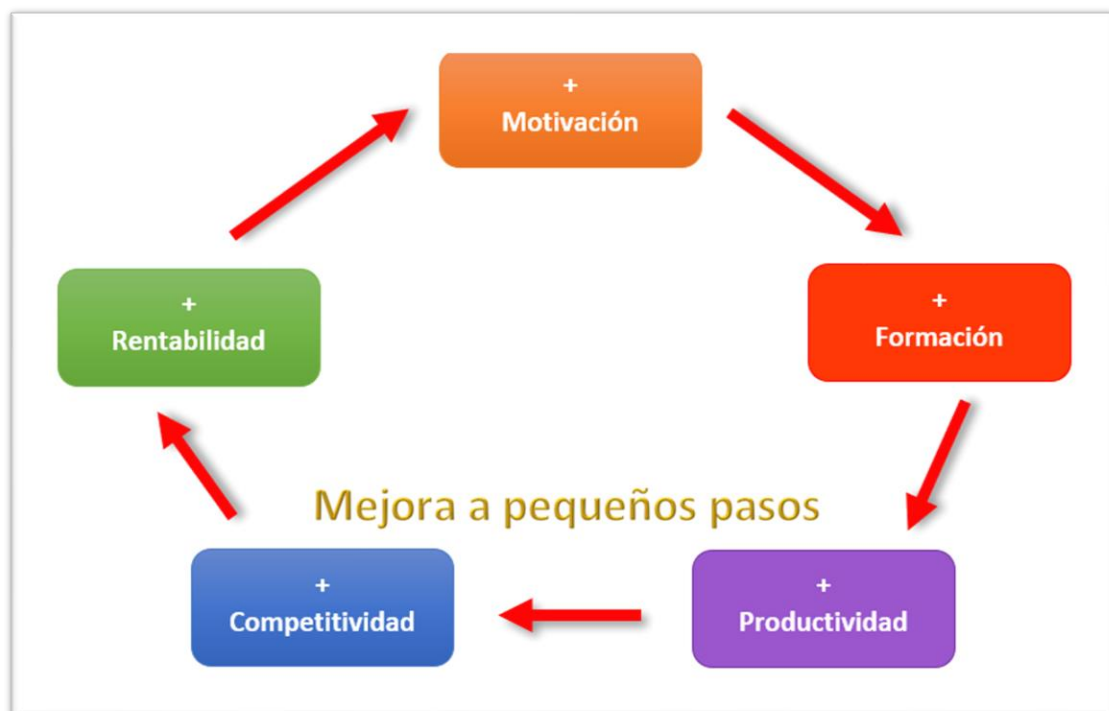 +
Motivación
+
Formación
+
Productividad
+
Competitividad
+
Rentabilidad
Mejora a pequeños pasos